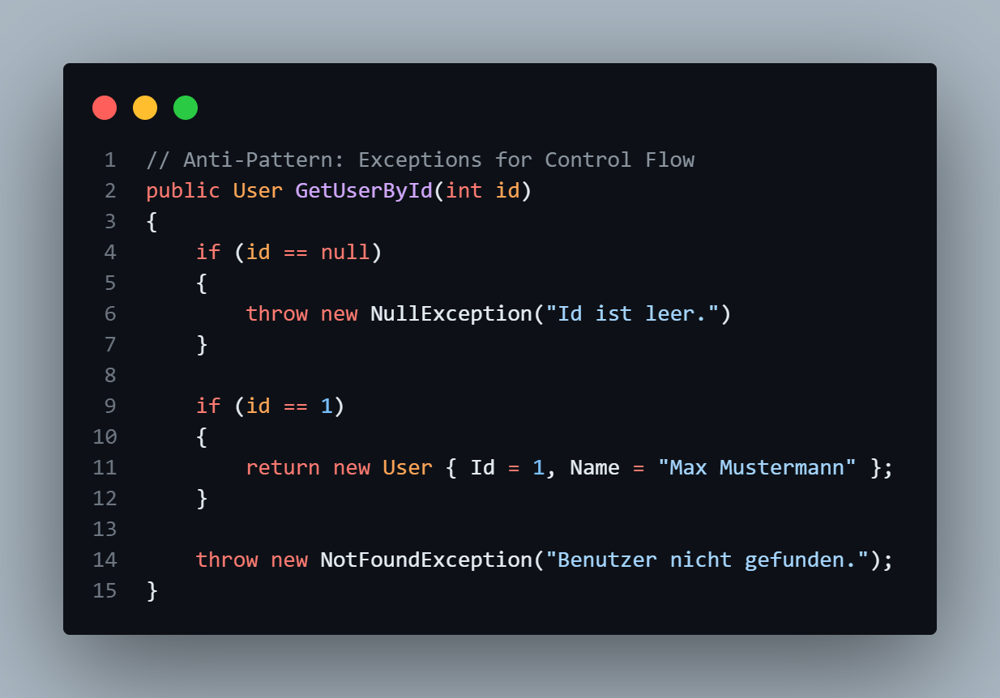 1 // Anti-Pattern: Exceptions for Control Flow
2 public User GetUserById(int id)
3 {
4     if (id == null)
5     {
6         throw new NullException("Id ist leer.")
7     }
8
9     if (id == 1)
10     {
11         return new User { Id = 1, Name = "Max Mustermann" };
12     }
13
14     throw new NotFoundException("Benutzer nicht gefunden.");
15 }